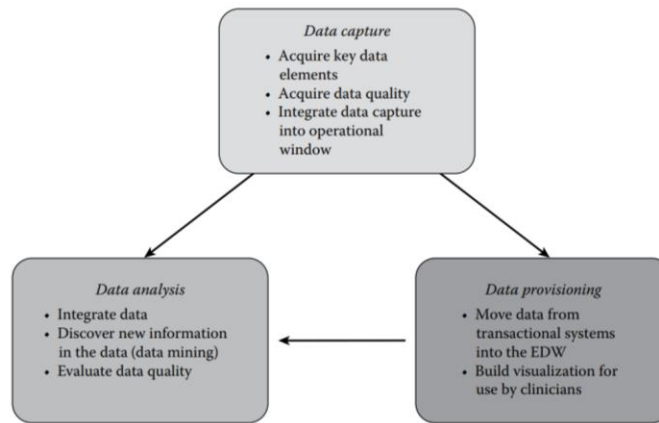 Data capture
• Acquire key data
elements
• Acquire data quality
• Integrate data capture
into operational
window
Data analysis
• Integrate data
• Discover new information
in the data (data mining)
• Evaluate data quality
Data provisioning
• Move data from
transactional systems
into the EDW
• Build visualization for
use by clinicians